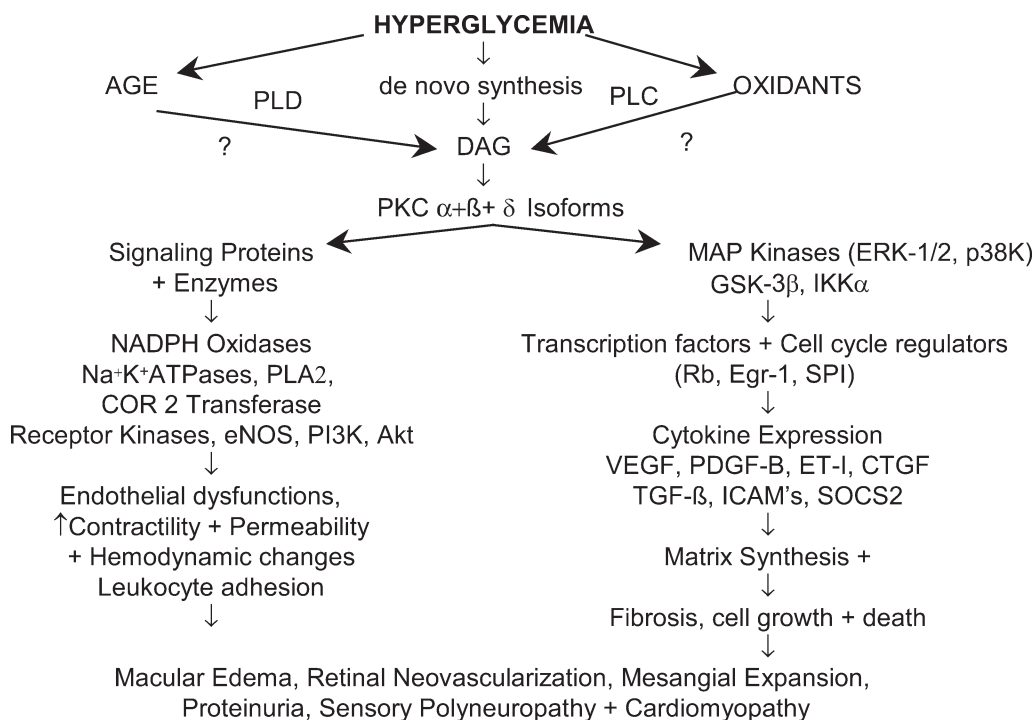 HYPERGLYCEMIA
AGE
de novo synthesis
OXIDANTS
PLD
PLC
?
DAG
?
PKC α+ß+ δ Isoforms
Signaling Proteins
+ Enzymes
NADPH Oxidases
Na+K+ATPases, PLA2,
COR 2 Transferase
Receptor Kinases, eNOS, PI3K, Akt
Endothelial dysfunctions,
↑Contractility + Permeability
+ Hemodynamic changes
Leukocyte adhesion
MAP Kinases (ERK-1/2, p38K)
GSK-3β, IKKα
Transcription factors + Cell cycle regulators
(Rb, Egr-1, SPI)
Cytokine Expression
VEGF, PDGF-B, ET-I, CTGF
TGF-ß, ICAM's, SOCS2
Matrix Synthesis +
Fibrosis, cell growth + death
Macular Edema, Retinal Neovascularization, Mesangial Expansion,
Proteinuria, Sensory Polyneuropathy + Cardiomyopathy